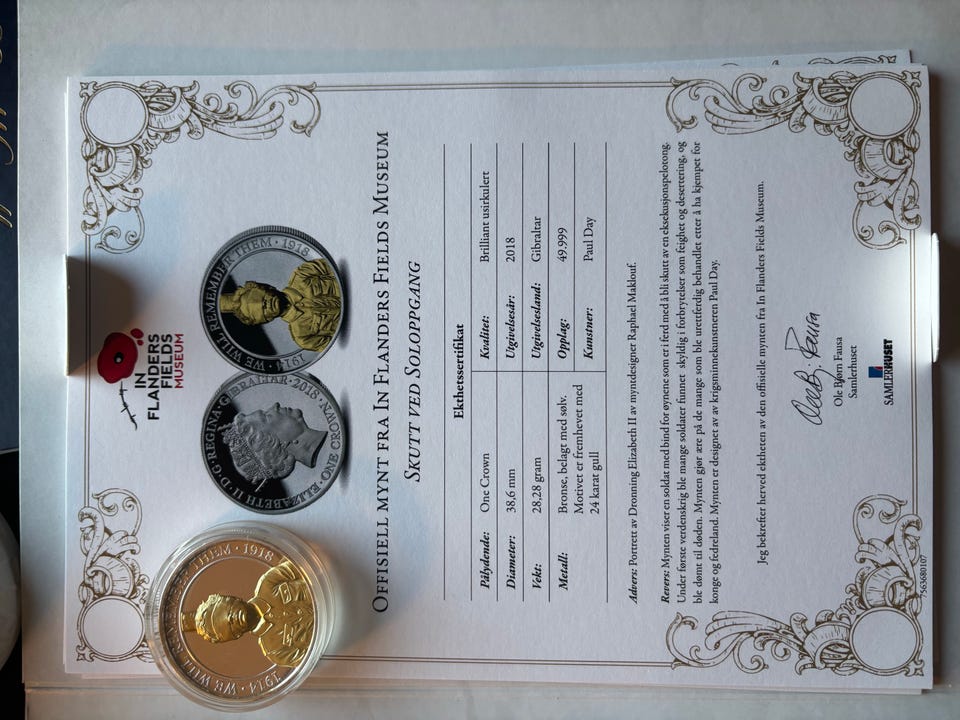 IN
FLANDERS
FIELDS
MUSEUM
WE WILL REMEMBER THEM · 1918
1914
ELIZABETH II · D · G · REGINA · GIBRALTAR · 2018 · ONE CROWN
WE WILL THEM · 1918
1914
OFFISIELL MYNT FRA IN FLANDERS FIELDS MUSEUM
SKUTT VED SOLOPPGANG
Ekthetssertifikat
Pålydende: One Crown Kvalitet: Brilliant usirkulert
Diameter: 38,6 mm Utgivelsesår: 2018
Vekt: 28,28 gram Utgivelsesland: Gibraltar
Metall: Bronse, belagt med sølv. Opplag: 49.999
Motivet er fremhevet med Kunstner: Paul Day
24 karat gull
Advers: Portrett av Dronning Elizabeth II av myntdesigner Raphael Maklouf.
Revers: Mynten viser en soldat med bind for øynene som er i ferd med å bli skutt av en eksekusjonspelotong.
Under første verdenskrig ble mange soldater funnet skyldig i forbrytelser som feighet og desertering, og
ble dømt til døden. Mynten gjør ære på de mange som ble urettferdig behandlet etter å ha kjempet for
konge og fedreland. Mynten er designet av av krigsminnekunstneren Paul Day.
Jeg bekrefter herved ektheten av den offisielle mynten fra In Flanders Fields Museum.
Ole B. Fausa
Ole Bjørn Fausa
Samlerhuset
SAMLERHUSET
7563680107